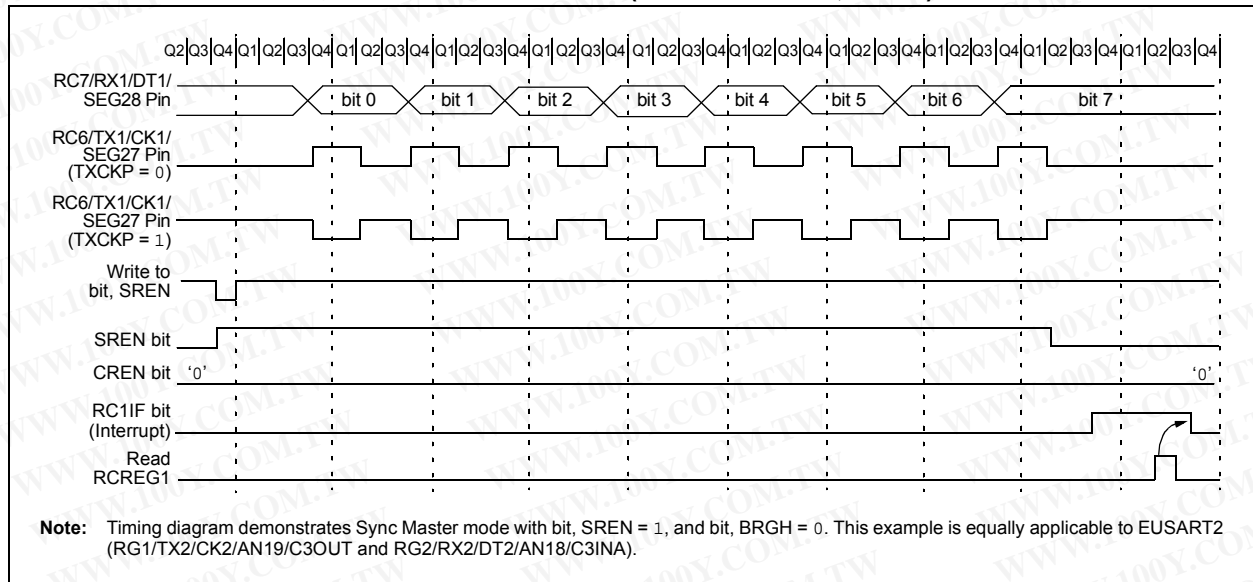 Q2 Q3 Q4 Q1 Q2 Q3 Q4 Q1 Q2 Q3 Q4 Q1 Q2 Q3 Q4 Q1 Q2 Q3 Q4 Q1 Q2 Q3 Q4 Q1 Q2 Q3 Q4 Q1 Q2 Q3 Q4 Q1 Q2 Q3 Q4 Q1 Q2 Q3 Q4 Q1 Q2 Q3 Q4
RC7/RX1/DT1/
SEG28 Pin
bit 0 bit 1 bit 2 bit 3 bit 4 bit 5 bit 6 bit 7
RC6/TX1/CK1/
SEG27 Pin
(TXCKP = 0)
RC6/TX1/CK1/
SEG27 Pin
(TXCKP = 1)
Write to
bit, SREN
SREN bit
CREN bit '0' '0'
RC1IF bit
(Interrupt)
Read
RCREG1
Note: Timing diagram demonstrates Sync Master mode with bit, SREN = 1, and bit, BRGH = 0. This example is equally applicable to EUSART2
(RG1/TX2/CK2/AN19/C3OUT and RG2/RX2/DT2/AN18/C3INA).
WWW.100Y.COM.TW